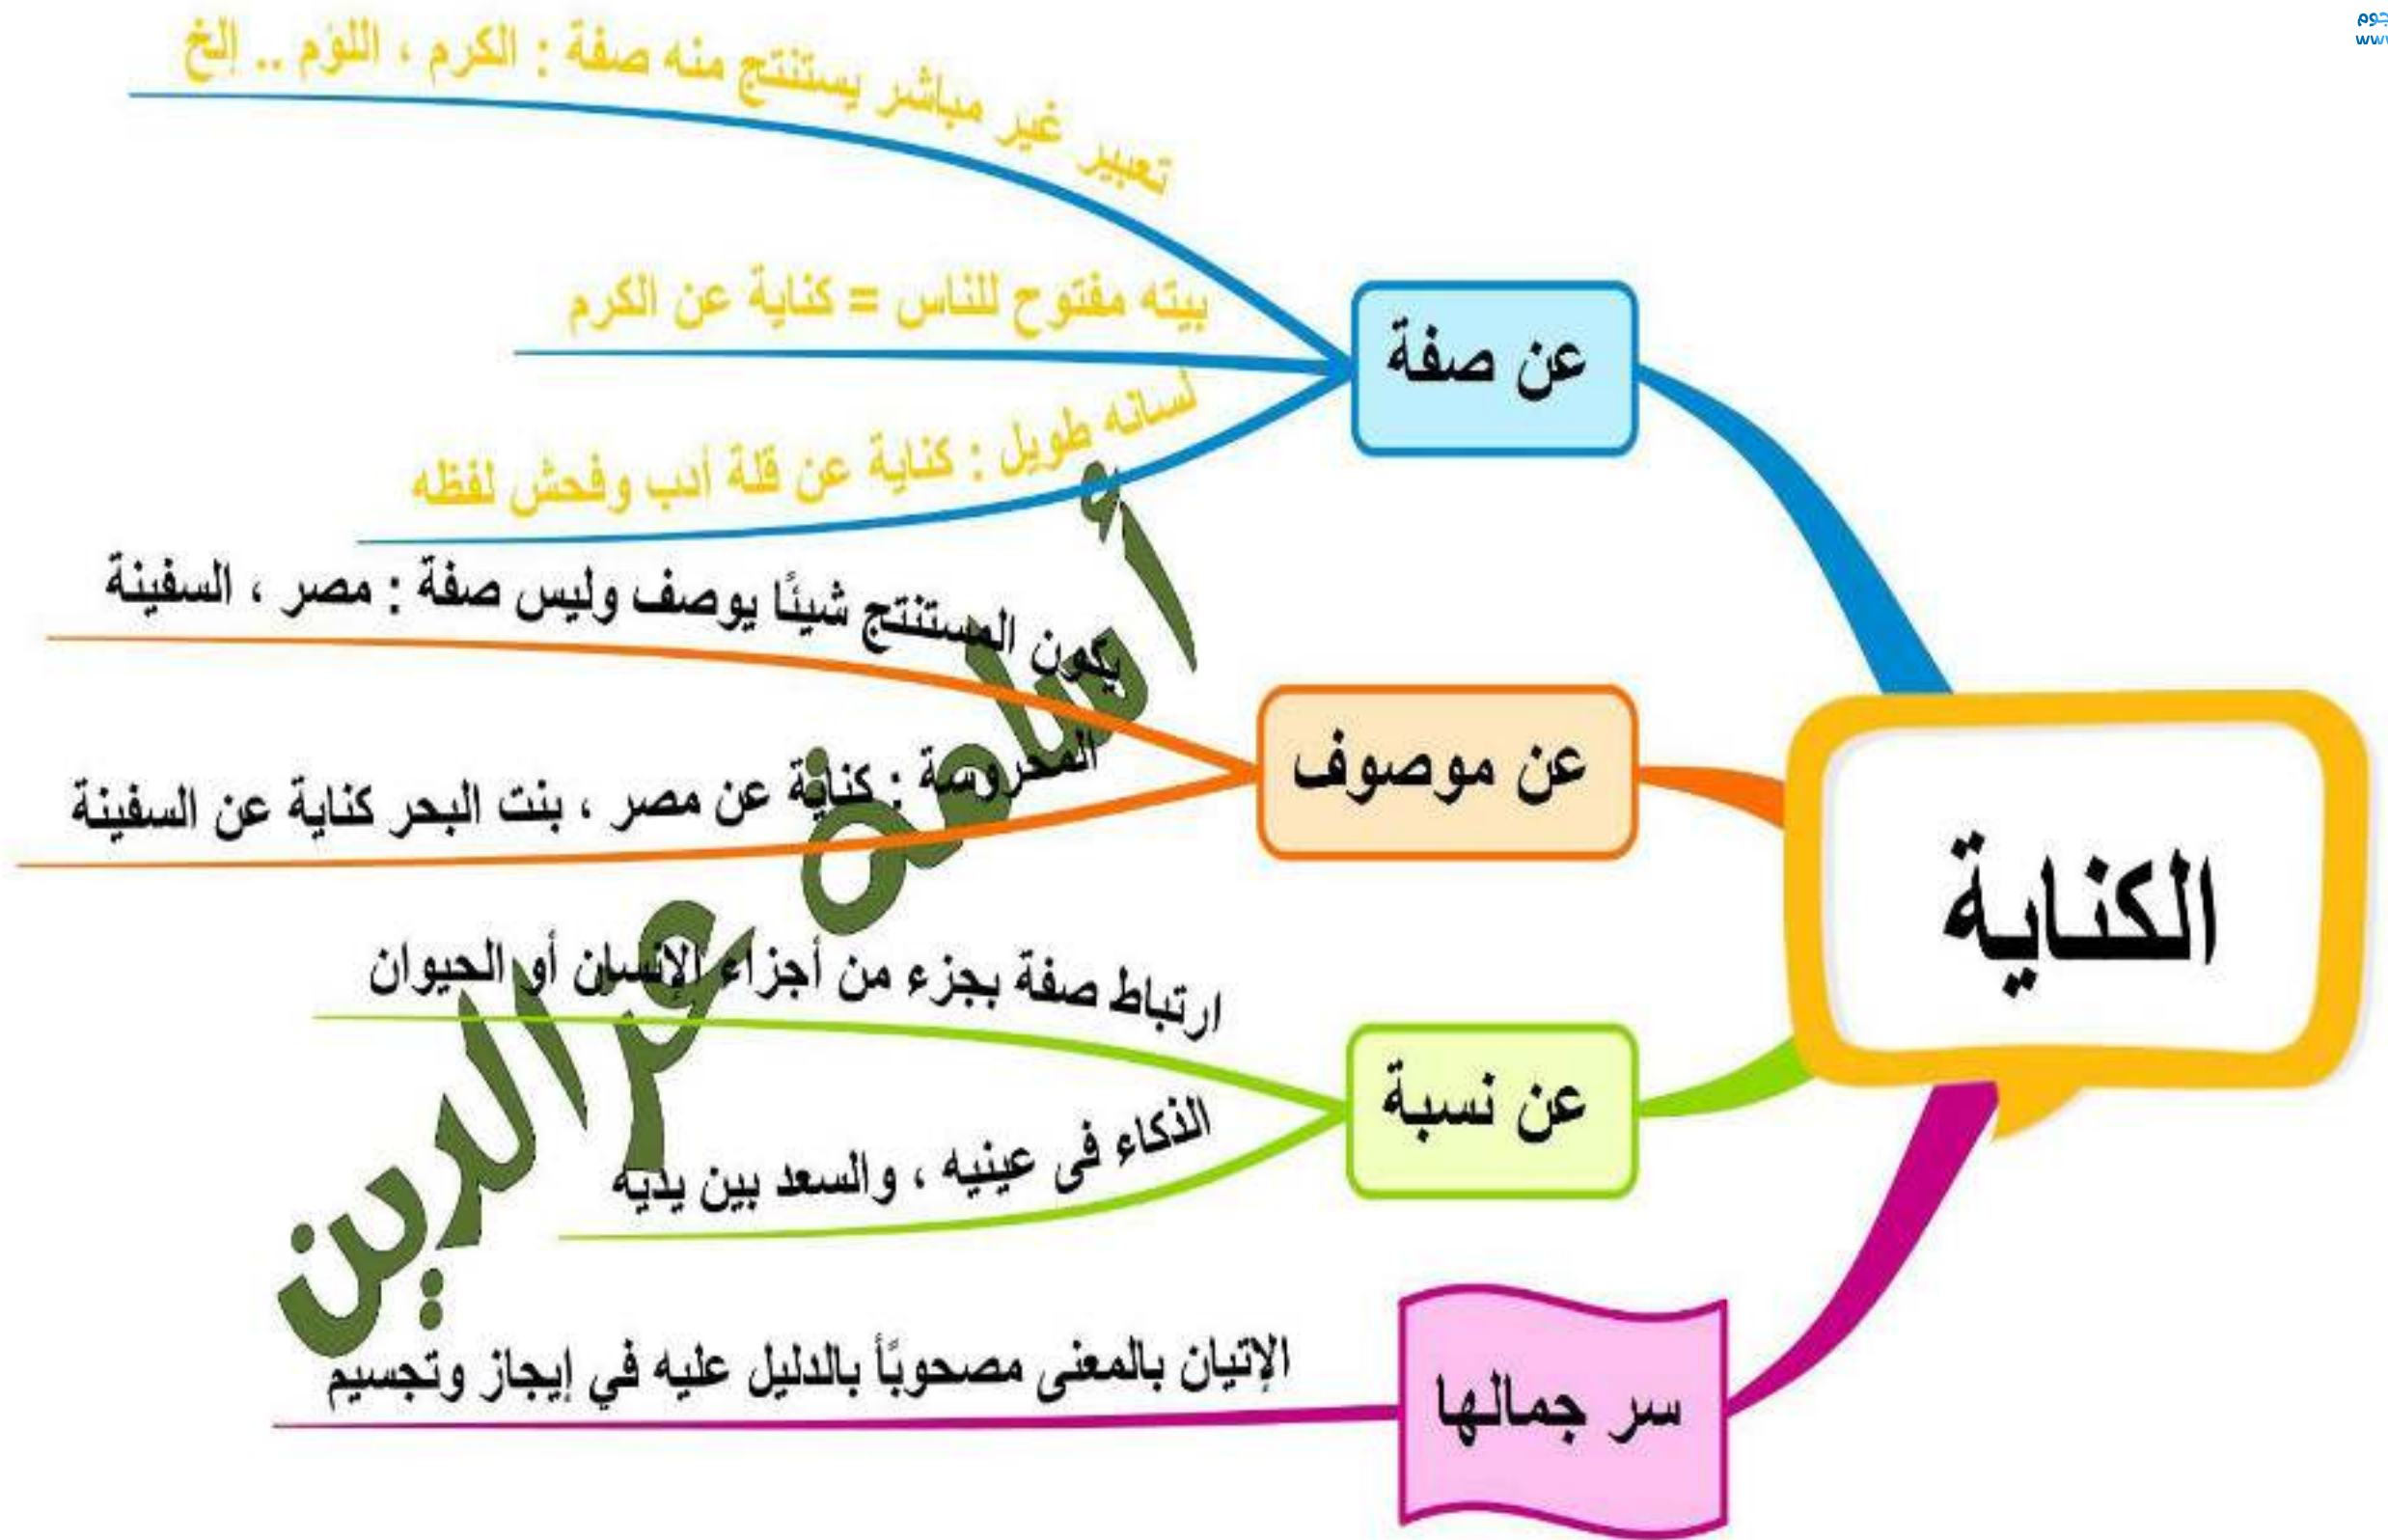 الكناية
عن صفة
تعبير غير مباشر يستنتج منه صفة : الكرم ، اللؤم .. إلخ
بيته مفتوح للناس = كناية عن الكرم
لسانه طويل : كناية عن قلة أدب وفحش لفظه
عن موصوف
يكون المستنتج شيئًا يوصف وليس صفة : مصر ، السفينة
المحروسة : كناية عن مصر ، بنت البحر كناية عن السفينة
عن نسبة
ارتباط صفة بجزء من أجزاء الإنسان أو الحيوان
الذكاء فى عينيه ، والسعد بين يديه
سر جمالها
الإتيان بالمعنى مصحوبًأ بالدليل عليه في إيجاز وتجسيم
أسامة عز الدين